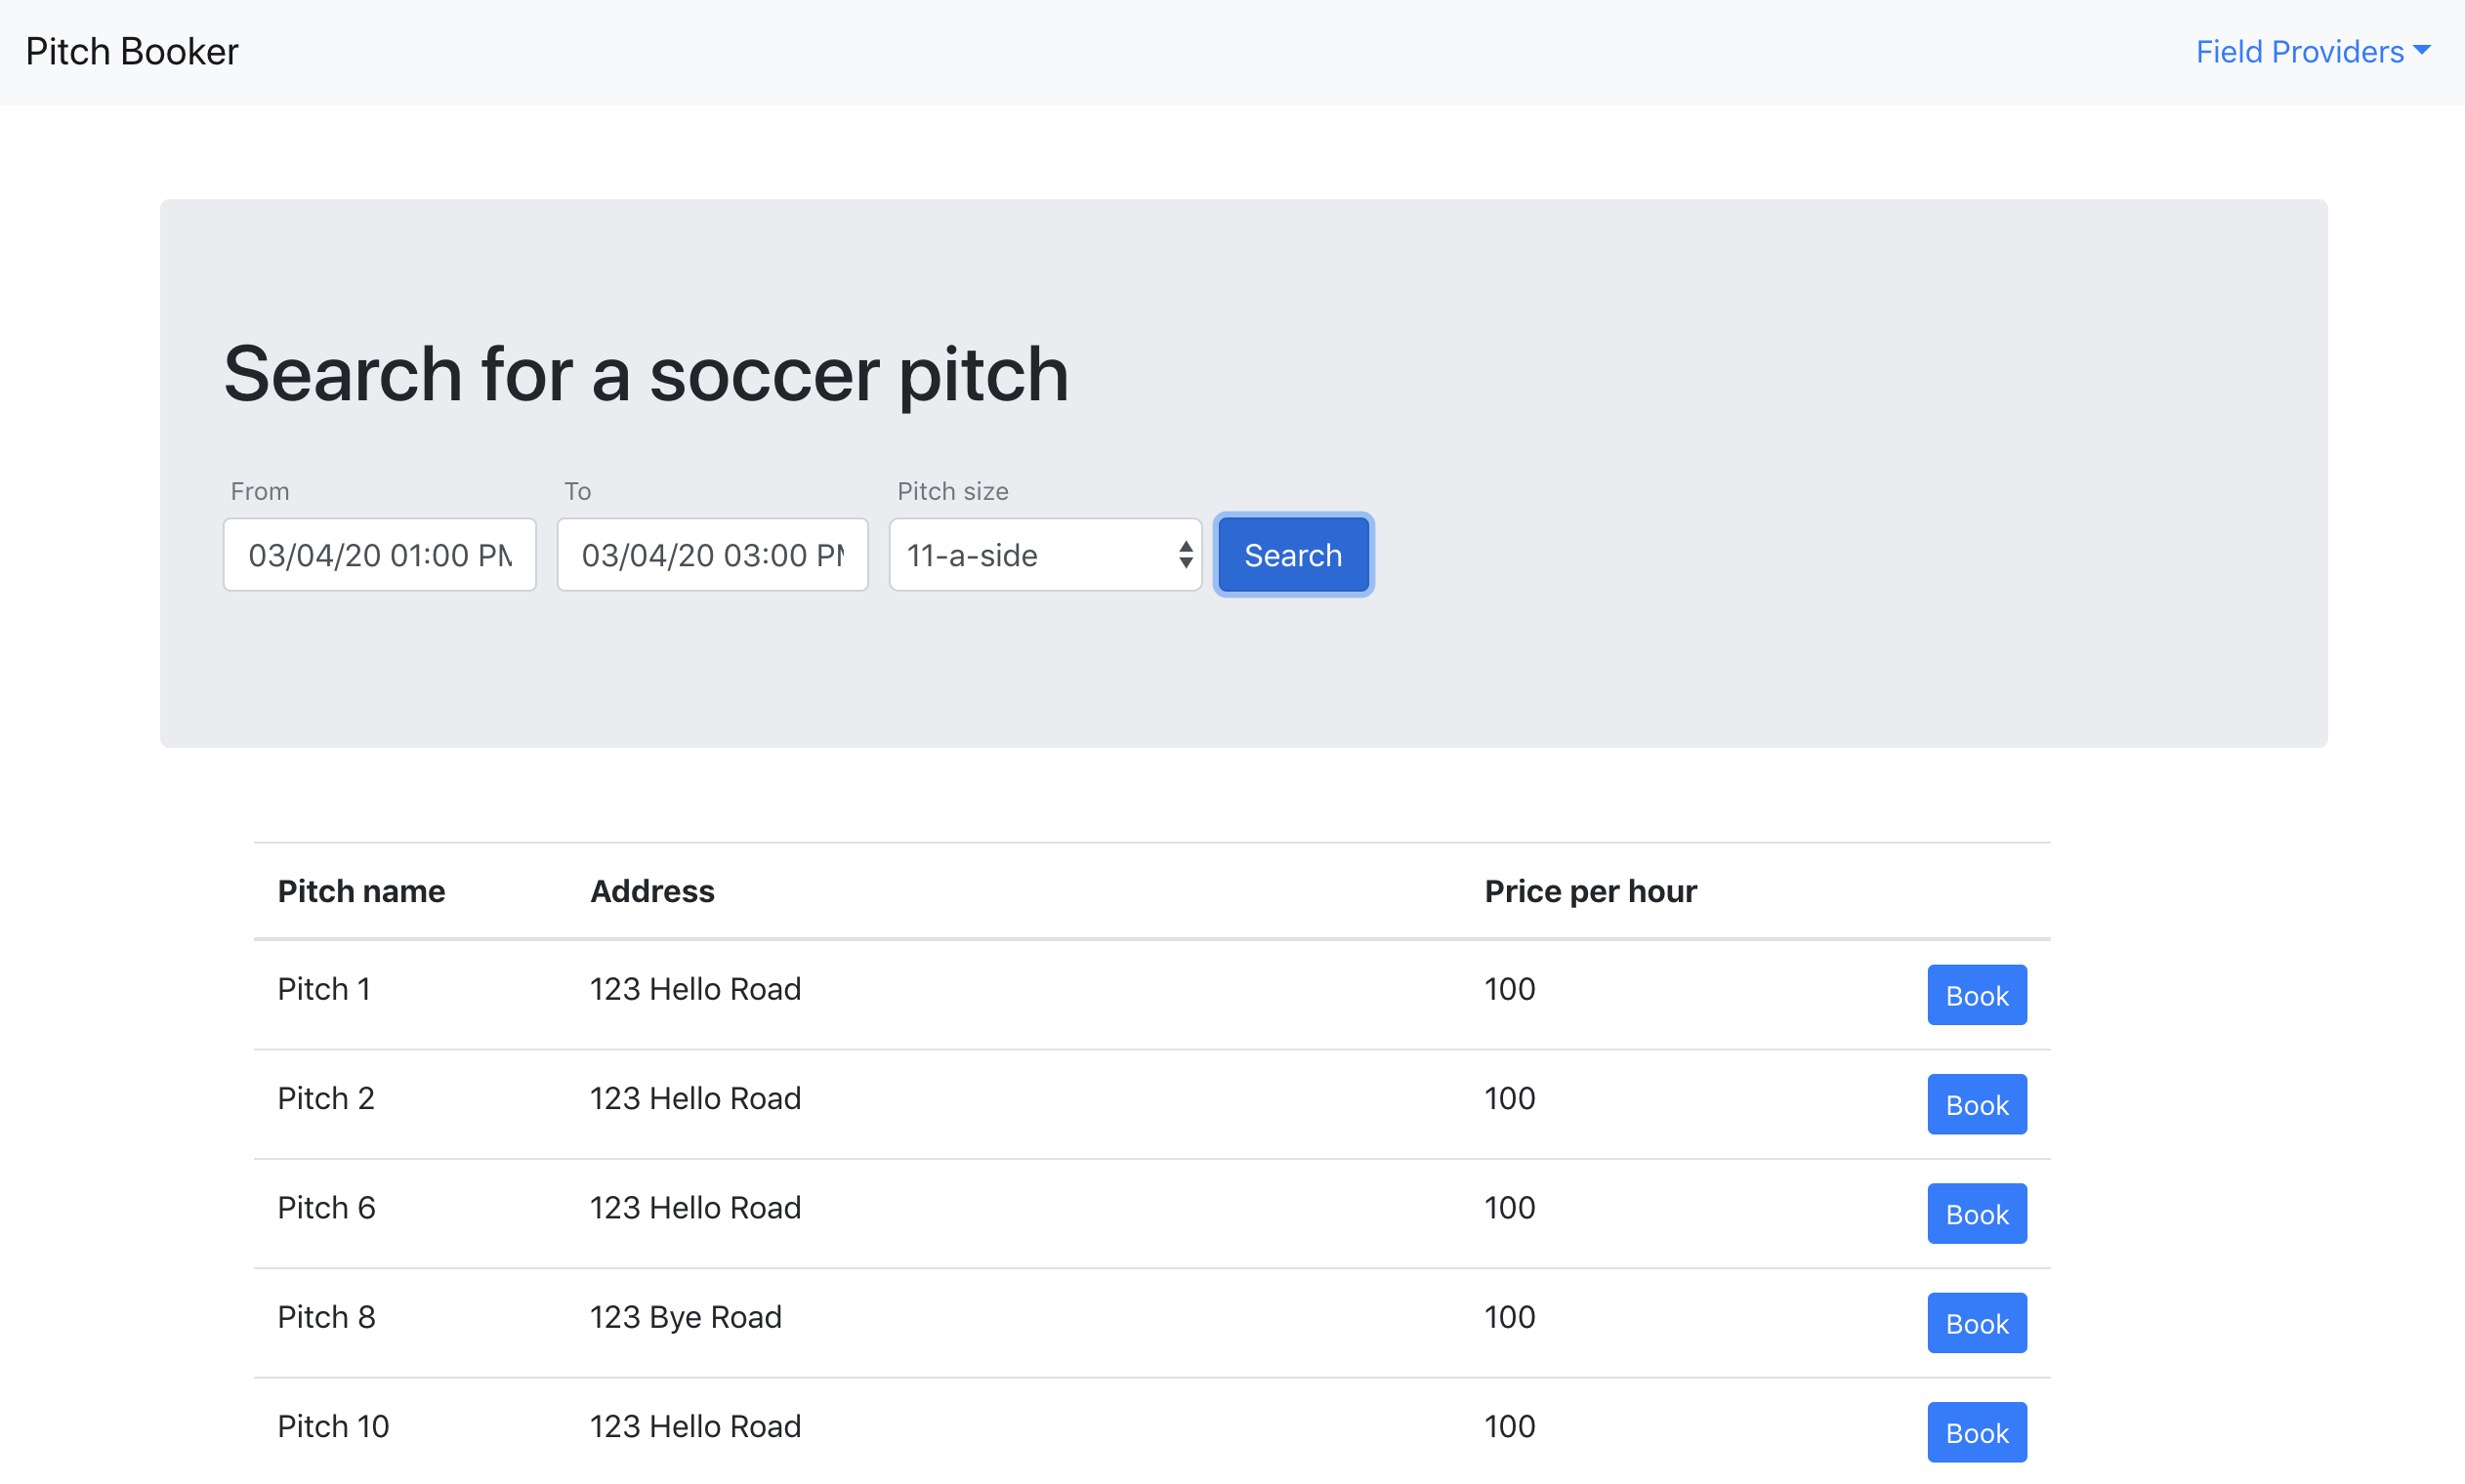 Pitch Booker Field Providers
Search for a soccer pitch
From To Pitch size
03/04/20 01:00 PM 03/04/20 03:00 PM 11-a-side Search
Pitch name Address Price per hour
Pitch 1 123 Hello Road 100 Book
Pitch 2 123 Hello Road 100 Book
Pitch 6 123 Hello Road 100 Book
Pitch 8 123 Bye Road 100 Book
Pitch 10 123 Hello Road 100 Book